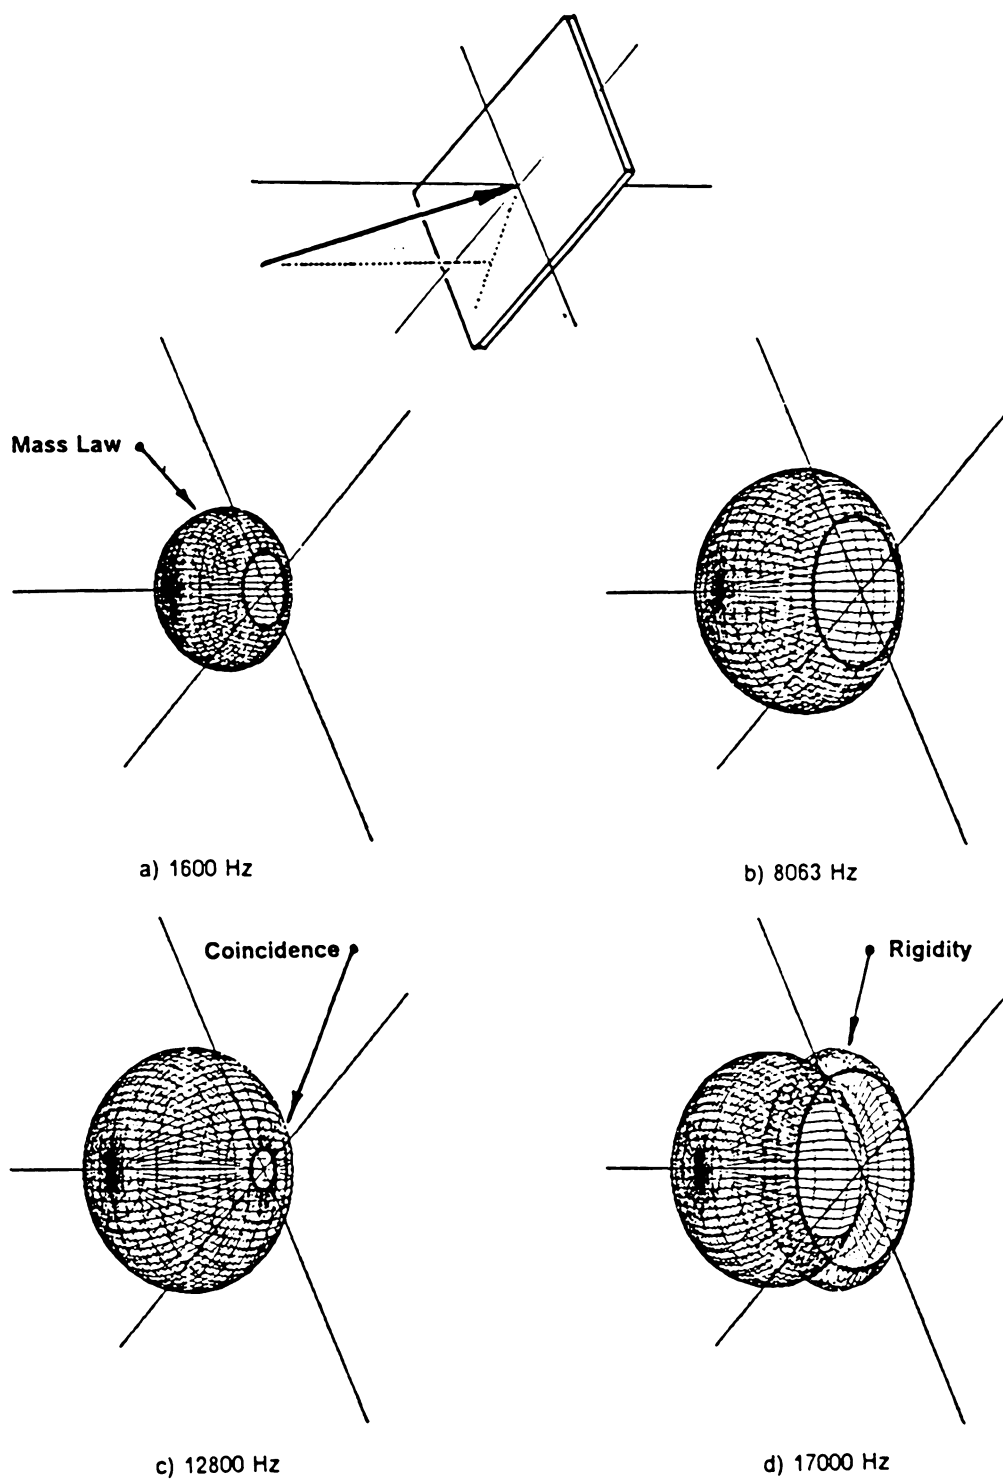 Mass Law
a) 1600 Hz
b) 8063 Hz
Coincidence
Rigidity
c) 12800 Hz
d) 17000 Hz